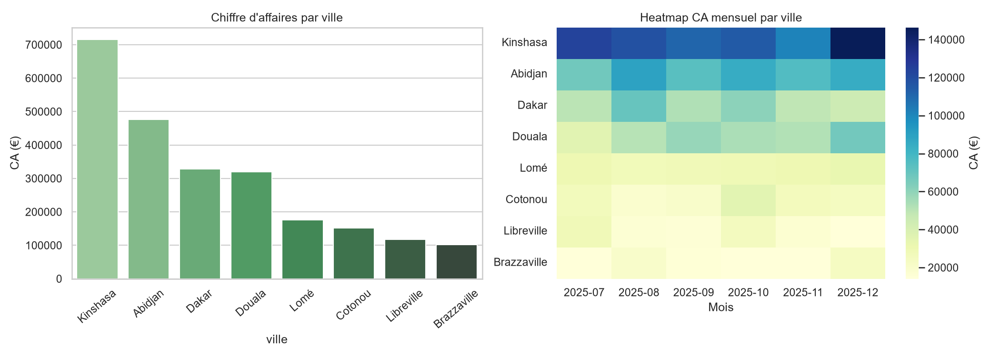 Chiffre d'affaires par ville
CA (€)
700000
600000
500000
400000
300000
200000
100000
0
Kinshasa
Abidjan
Dakar
Douala
Lomé
Cotonou
Libreville
Brazzaville
ville
Heatmap CA mensuel par ville
Kinshasa
Abidjan
Dakar
Douala
Lomé
Cotonou
Libreville
Brazzaville
2025-07
2025-08
2025-09
2025-10
2025-11
2025-12
Mois
140000
120000
100000
80000
60000
40000
20000
CA (€)